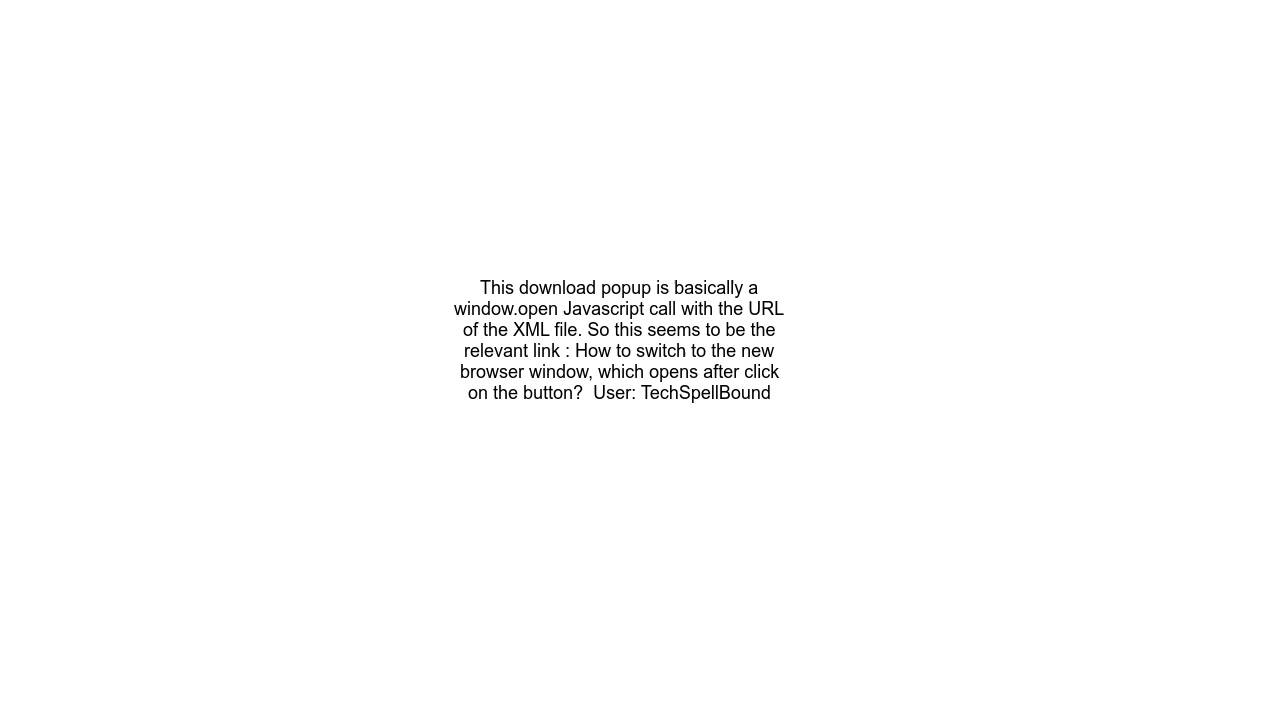 This download popup is basically a
window.open Javascript call with the URL
of the XML file. So this seems to be the
relevant link : How to switch to the new
browser window, which opens after click
on the button?  User: TechSpellBound